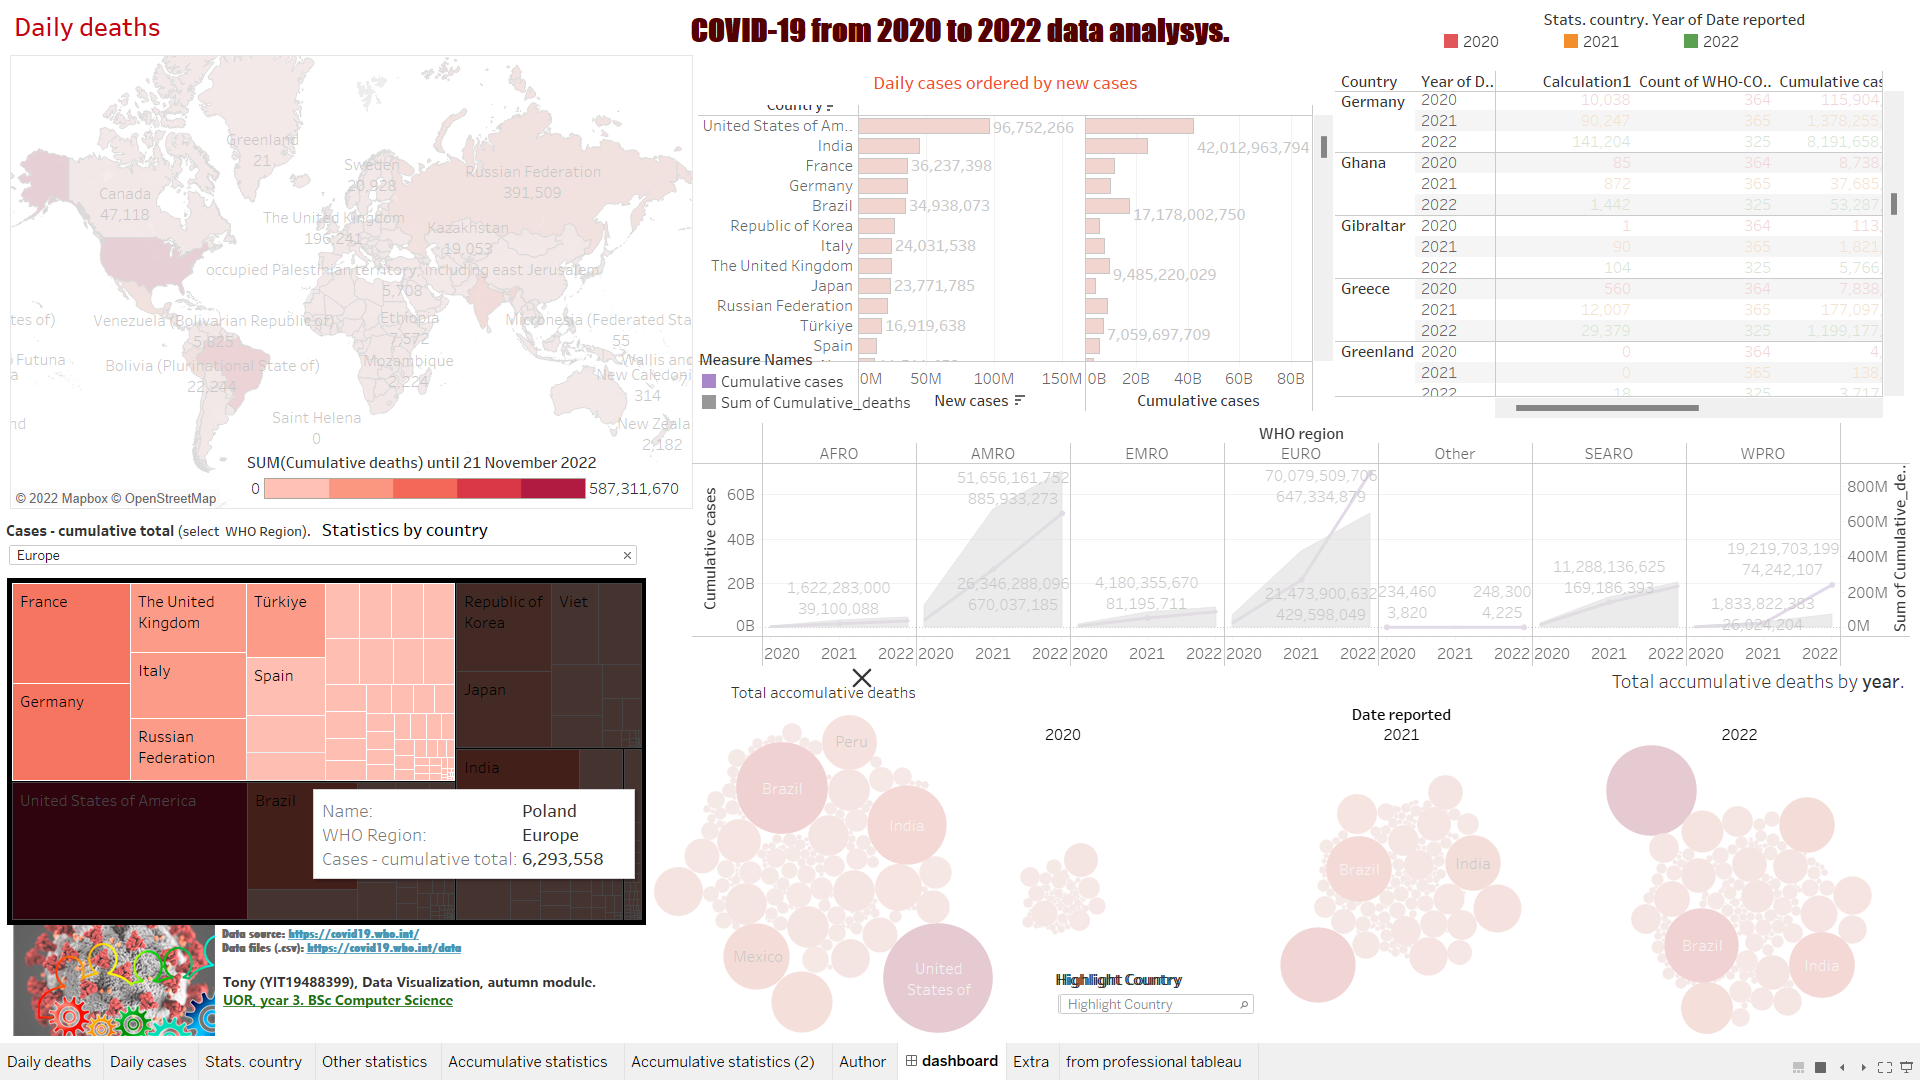 Daily deaths
COVID-19 from 2020 to 2022 data analysys.
Stats. country. Year of Date reported
2020 2021 2022
Greenland
21
Sweden
20,928
Russian Federation
391,509
Canada
47,118
The United Kingdom
196,241
Kazakhstan
19,053
occupied Palestinian territory, including east Jerusalem
5,708
Venezuela (Bolivarian Republic of)
5,825
Ethiopia
7,572
Micronesia (Federated Sta
55
tes of)
Futuna
a
Bolivia (Plurinational State of)
22,244
Mozambique
2,224
Wallis and
New Caledoni
314
Saint Helena
0
New Zeala
2,182
nd
SUM(Cumulative deaths) until 21 November 2022
0 587,311,670
© 2022 Mapbox © OpenStreetMap
Daily cases ordered by new cases
Country
United States of Am.. 96,752,266
India 42,012,963,794
France 36,237,398
Germany
Brazil 34,938,073 17,178,002,750
Republic of Korea
Italy 24,031,538
The United Kingdom 9,485,220,029
Japan 23,771,785
Russian Federation
Türkiye 16,919,638 7,059,697,709
Spain
0M 50M 100M 150M 0B 20B 40B 60B 80B
New cases Cumulative cases
Measure Names
Cumulative cases
Sum of Cumulative_deaths
Country Year of D.. Calculation1 Count of WHO-CO.. Cumulative cas
Germany 2020 10,038 364 115,904,
2021 90,247 365 1,378,255,
2022 141,204 325 8,191,658,
Ghana 2020 85 364 8,738,
2021 872 365 37,685,
2022 1,442 325 53,287,
Gibraltar 2020 1 364 113,
2021 90 365 1,821,
2022 104 325 5,766,
Greece 2020 560 364 7,838,
2021 12,007 365 177,097,
2022 29,379 325 1,199,177,
Greenland 2020 0 364 4,
2021 0 365 138,
2022 18 325 3,717,
WHO region
AFRO AMRO EMRO EURO Other SEARO WPRO
Cumulative cases
60B
40B
20B
0B
1,622,283,000
39,100,088
51,656,161,752
885,933,273
26,346,288,096
670,037,185
4,180,355,670
81,195,711
70,079,509,706
647,334,879
21,473,900,632
429,598,049
234,460
3,820
248,300
4,225
11,288,136,625
169,186,393
19,219,703,199
74,242,107
1,833,822,383
26,024,204
800M
600M
400M
200M
0M
Sum of Cumulative_de..
2020 2021 2022 2020 2021 2022 2020 2021 2022 2020 2021 2022 2020 2021 2022 2020 2021 2022 2020 2021 2022
Cases - cumulative total (select WHO Region). Statistics by country
Europe
France
Germany
The United
Kingdom
Italy
Russian
Federation
Türkiye
Spain
Republic of
Korea
Japan
Viet
India
United States of America
Brazil
Name: Poland
WHO Region: Europe
Cases - cumulative total: 6,293,558
Total accomulative deaths
Peru
Brazil
India
Mexico
United
States of
Total accumulative deaths by year.
Date reported
2020 2021 2022
Brazil
India
Brazil
India
Highlight Country
Highlight Country
Data source: https://covid19.who.int/
Data files (.csv): https://covid19.who.int/data
Tony (YIT19488399), Data Visualization, autumn module.
UOR, year 3. BSc Computer Science
Daily deaths Daily cases Stats. country Other statistics Accumulative statistics Accumulative statistics (2) Author dashboard Extra from professional tableau